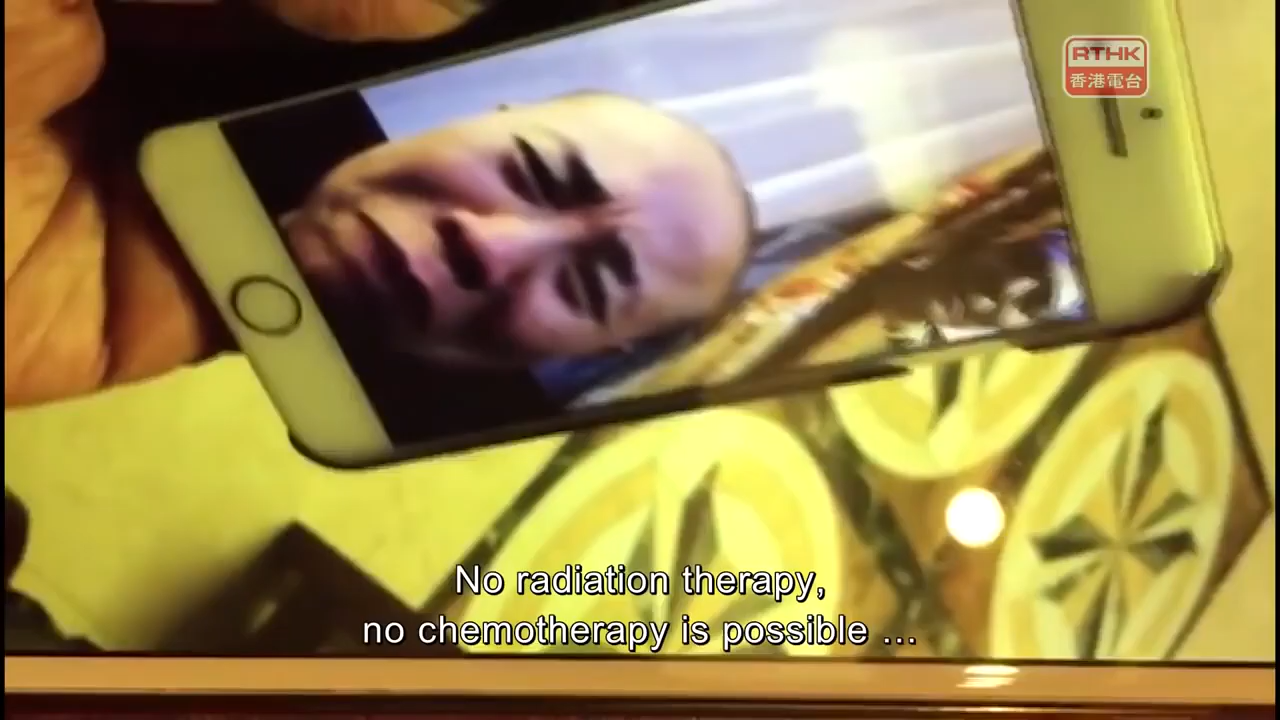 RTHK
香港電台
No radiation therapy,
no chemotherapy is possible ...